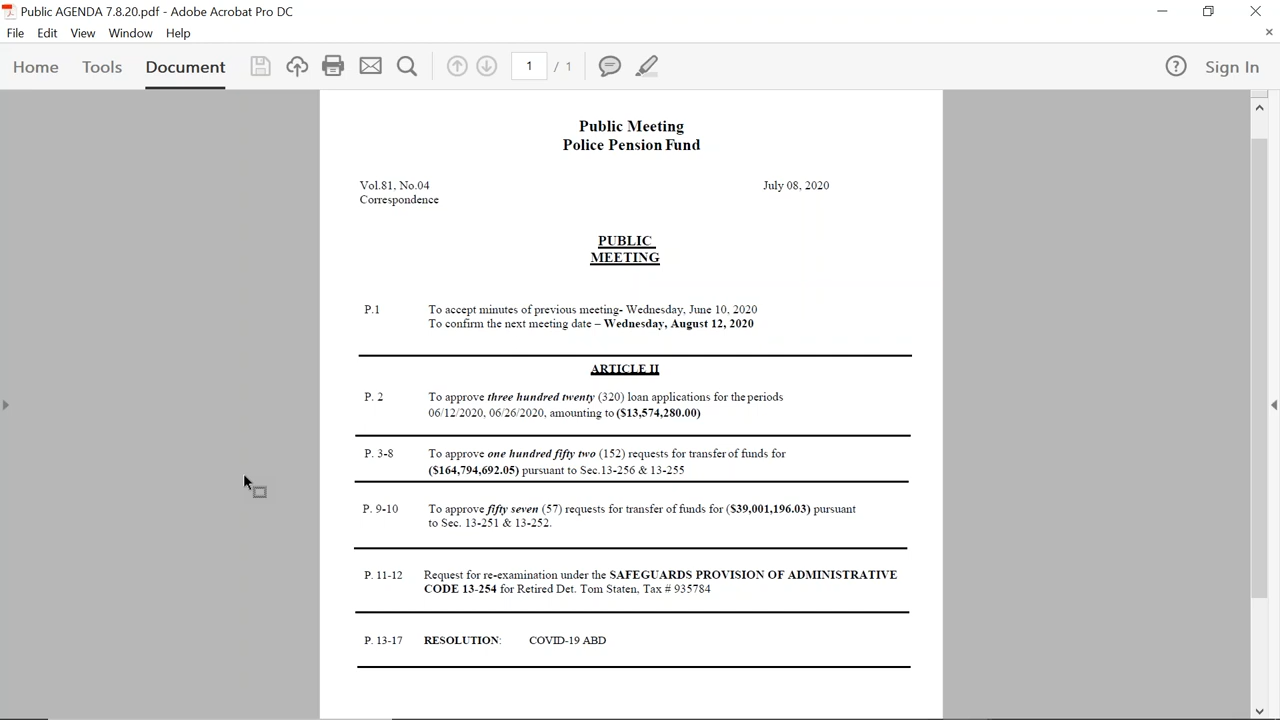 Public AGENDA 7.8.20.pdf - Adobe Acrobat Pro DC
File Edit View Window Help
Home Tools Document 1 / 1 Sign In
Public Meeting
Police Pension Fund
Vol.81, No.04 July 08, 2020
Correspondence
PUBLIC
MEETING
P.1 To accept minutes of previous meeting- Wednesday, June 10, 2020
To confirm the next meeting date – Wednesday, August 12, 2020
ARTICLE II
P. 2 To approve three hundred twenty (320) loan applications for the periods
06/12/2020, 06/26/2020, amounting to ($13,574,280.00)
P. 3-8 To approve one hundred fifty two (152) requests for transfer of funds for
($164,794,692.05) pursuant to Sec.13-256 & 13-255
P. 9-10 To approve fifty seven (57) requests for transfer of funds for ($39,001,196.03) pursuant
to Sec. 13-251 & 13-252.
P. 11-12 Request for re-examination under the SAFEGUARDS PROVISION OF ADMINISTRATIVE
CODE 13-254 for Retired Det. Tom Staten, Tax # 935784
P. 13-17 RESOLUTION: COVID-19 ABD